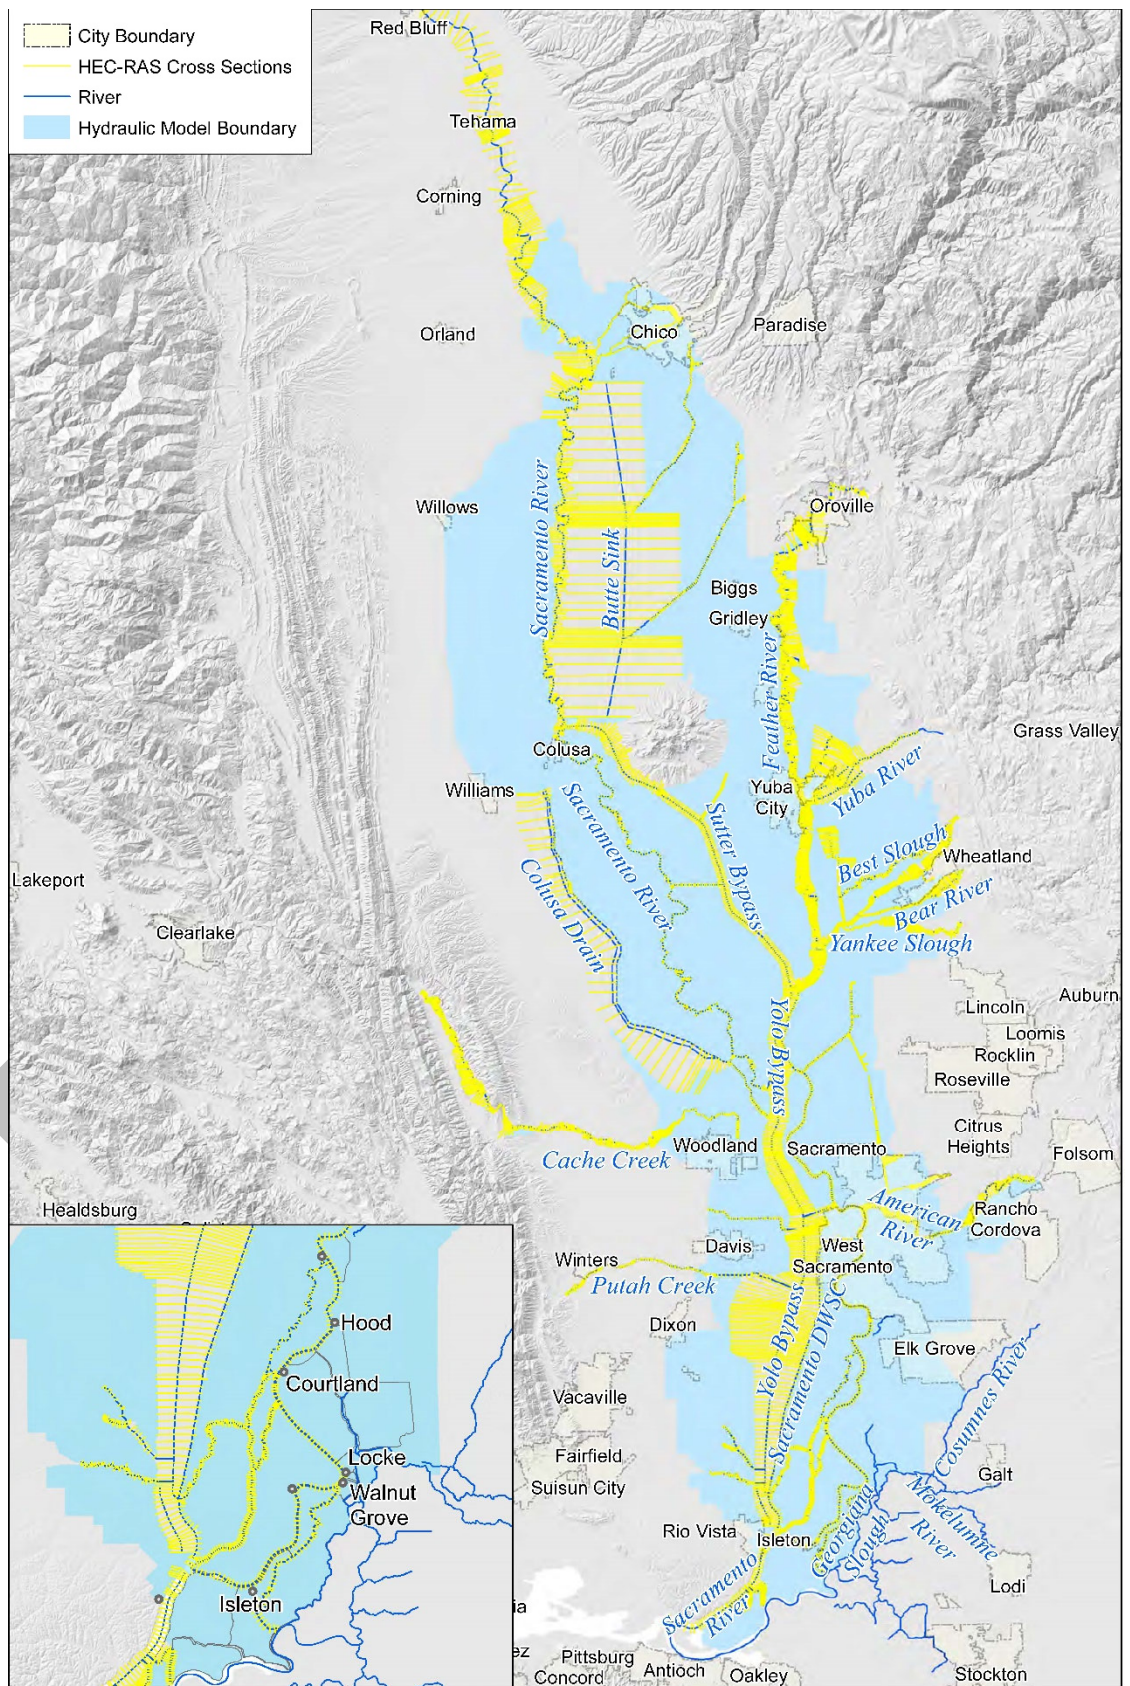 City Boundary
HEC-RAS Cross Sections
River
Hydraulic Model Boundary
Red Bluff
Tehama
Corning
Orland
Chico
Paradise
Willows
Sacramento River
Butte Sink
Oroville
Biggs
Gridley
Feather River
Grass Valley
Colusa
Williams
Yuba
City
Yuba River
Sacramento River
Sutter Bypass
Colusa Drain
Best Slough
Wheatland
Bear River
Yankee Slough
Lakeport
Clearlake
Yolo Bypass
Lincoln
Auburn
Loomis
Rocklin
Roseville
Citrus
Heights
Folsom
Woodland
Sacramento
Cache Creek
American
River
Rancho
Cordova
Healdsburg
Davis
West
Sacramento
Winters
Putah Creek
Dixon
Yolo Bypass
Sacramento DWSC
Elk Grove
Cosumnes River
Vacaville
Fairfield
Suisun City
Galt
Mokelumne
River
Georgiana
Slough
Rio Vista
Isleton
Lodi
Sacramento
River
Hood
Courtland
Locke
Walnut
Grove
Isleton
ia
ez
Pittsburg
Concord
Antioch
Oakley
Stockton